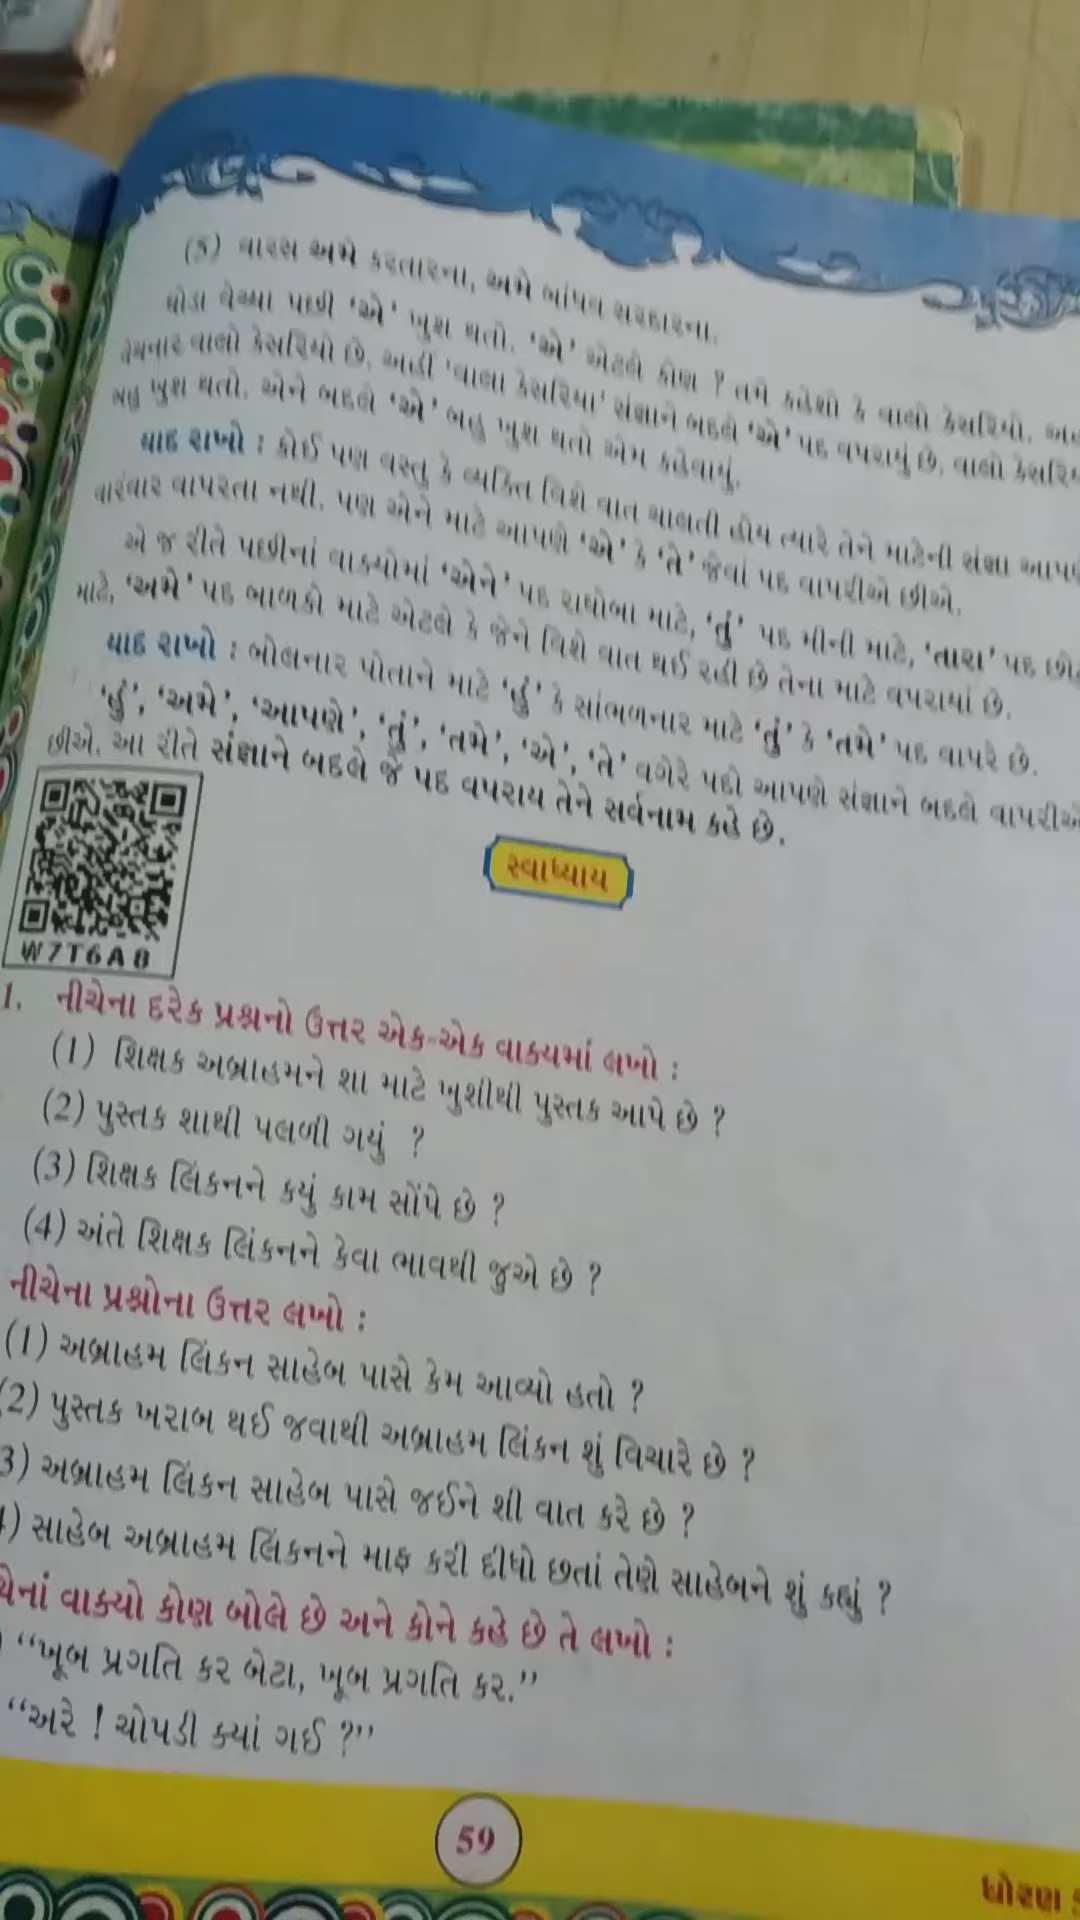 (5) વારસ અમે કરતારના, અમે બાંધવ સરદારના.
ઘોડા વેચ્યા પછી ‘એ’ ખુશ થતો. ‘એ’ એટલે કોણ ? તમે કહેશો કે વાલો કેસરિયો.
વેચનાર વાલો કેસરિયો છે. અહીં ‘વાલા કેસરિયા’ સંજ્ઞાને બદલે ‘એ’ પદ વપરાયું છે. વાલો
બહુ ખુશ થતો. એને બદલે ‘એ’ બહુ ખુશ થતો એમ કહેવાયું.
યાદ રાખો : કોઈ પણ વસ્તુ કે વ્યક્તિ વિશે વાત ચાલતી હોય ત્યારે તેને માટેની સંજ્ઞા
વારંવાર વાપરતા નથી. પણ એને માટે આપણે ‘એ’ કે ‘તે’ જેવાં પદ વાપરીએ છીએ.
એ જ રીતે પછીનાં વાક્યોમાં ‘એને’ પદ રાઘોબા માટે, ‘તું’ પદ મીની માટે, ‘તારા’ પદ
માટે, ‘અમે’ પદ બાળકો માટે એટલે કે જેને વિશે વાત થઈ રહી છે તેના માટે વપરાયાં છે.
યાદ રાખો : બોલનાર પોતાને માટે ‘હું’ કે સાંભળનાર માટે ‘તું’ કે ‘તમે’ પદ વાપરે છે.
‘હું’, ‘અમે’, ‘આપણે’, ‘તું’, ‘તમે’, ‘એ’, ‘તે’ વગેરે પદો આપણે સંજ્ઞાને બદલે વાપરીએ
છીએ. આ રીતે સંજ્ઞાને બદલે જે પદ વપરાય તેને સર્વનામ કહે છે.
સ્વાધ્યાય
W7T6A8
1. નીચેના દરેક પ્રશ્નનો ઉત્તર એક-એક વાક્યમાં લખો :
(1) શિક્ષક અબ્રાહમને શા માટે ખુશીથી પુસ્તક આપે છે ?
(2) પુસ્તક શાથી પલળી ગયું ?
(3) શિક્ષક લિંકનને કયું કામ સોંપે છે ?
(4) અંતે શિક્ષક લિંકનને કેવા ભાવથી જુએ છે ?
નીચેના પ્રશ્નોના ઉત્તર લખો :
(1) અબ્રાહમ લિંકન સાહેબ પાસે કેમ આવ્યો હતો ?
(2) પુસ્તક ખરાબ થઈ જવાથી અબ્રાહમ લિંકન શું વિચારે છે ?
3) અબ્રાહમ લિંકન સાહેબ પાસે જઈને શી વાત કરે છે ?
) સાહેબ અબ્રાહમ લિંકનને માફ કરી દીધો છતાં તેણે સાહેબને શું કહ્યું ?
ચેનાં વાક્યો કોણ બોલે છે અને કોને કહે છે તે લખો :
) “ખૂબ પ્રગતિ કર બેટા, ખૂબ પ્રગતિ કર.”
“અરે ! ચોપડી ક્યાં ગઈ ?”
59
ધોરણ